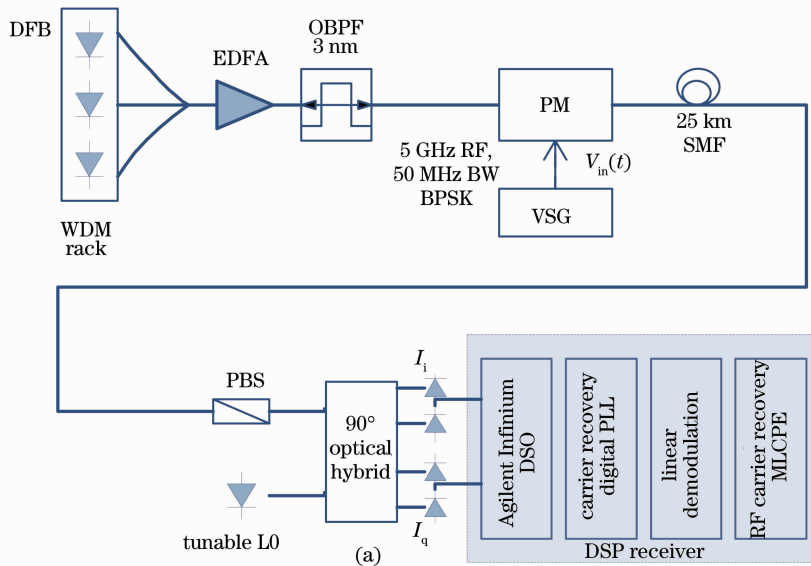 DFB
WDM
rack
EDFA
OBPF
3 nm
PM
5 GHz RF,
50 MHz BW
BPSK
V_in(t)
VSG
25 km
SMF
PBS
tunable L0
90°
optical
hybrid
I_i
I_q
Agilent Infinium
DSO
carrier recovery
digital PLL
linear
demodulation
RF carrier recovery
MLCPE
DSP receiver
(a)